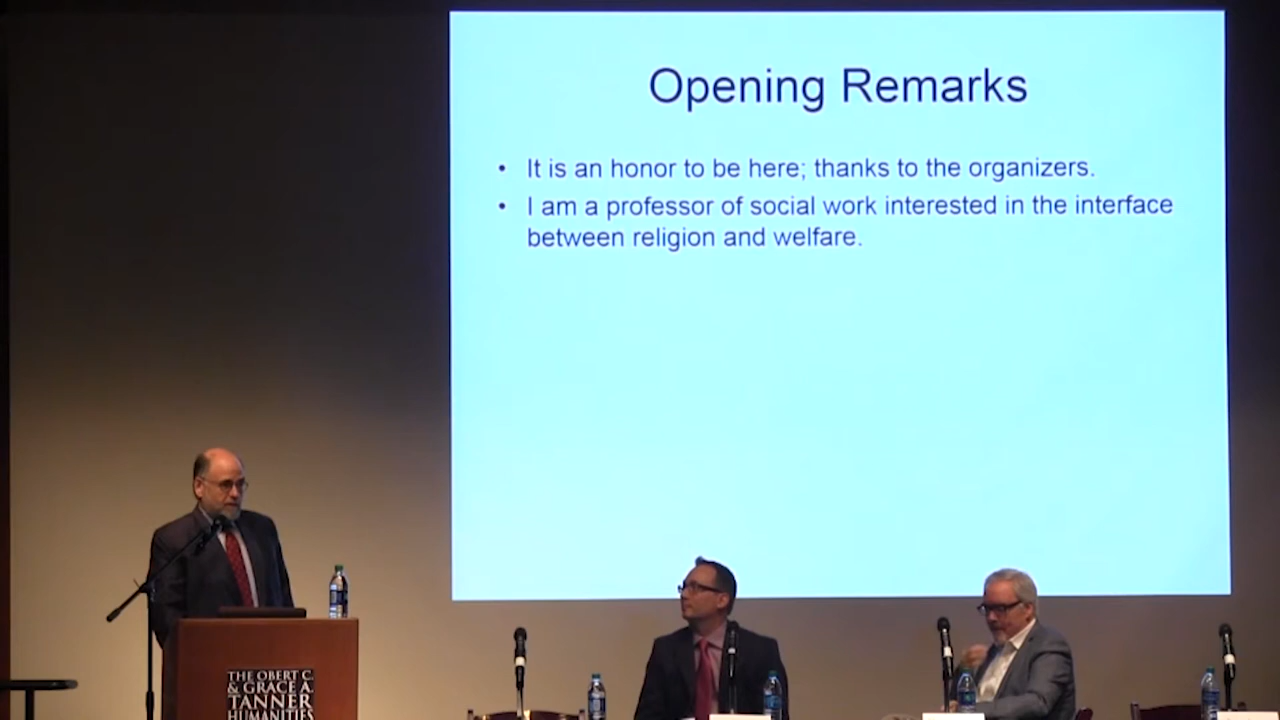 Opening Remarks
• It is an honor to be here; thanks to the organizers.
• I am a professor of social work interested in the interface
between religion and welfare.
THE OBERT C.
& GRACE A.
TANNER
HUMANITIES